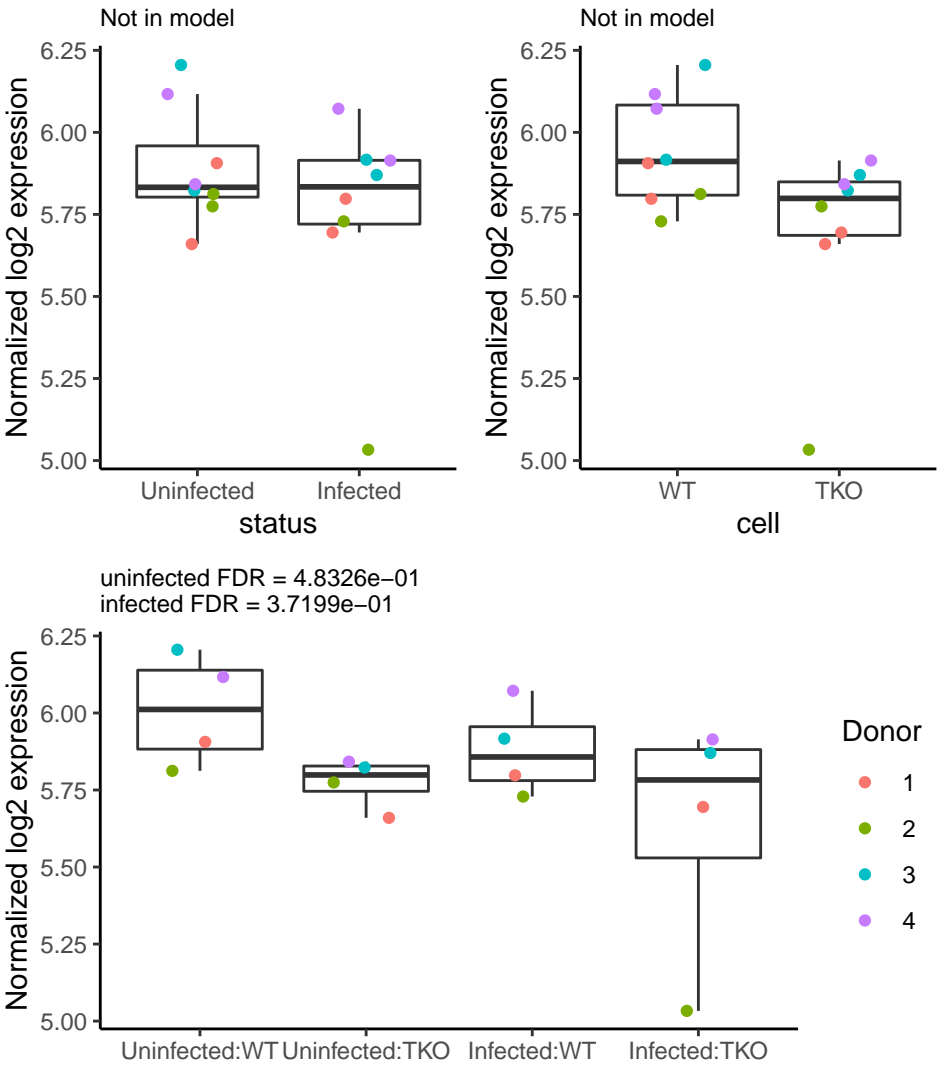 Not in model
Normalized log2 expression
6.25
6.00
5.75
5.50
5.25
5.00
Uninfected Infected
status
Not in model
Normalized log2 expression
6.25
6.00
5.75
5.50
5.25
5.00
WT TKO
cell
uninfected FDR = 4.8326e−01
infected FDR = 3.7199e−01
Normalized log2 expression
6.25
6.00
5.75
5.50
5.25
5.00
Uninfected:WT Uninfected:TKO Infected:WT Infected:TKO
Donor
1
2
3
4